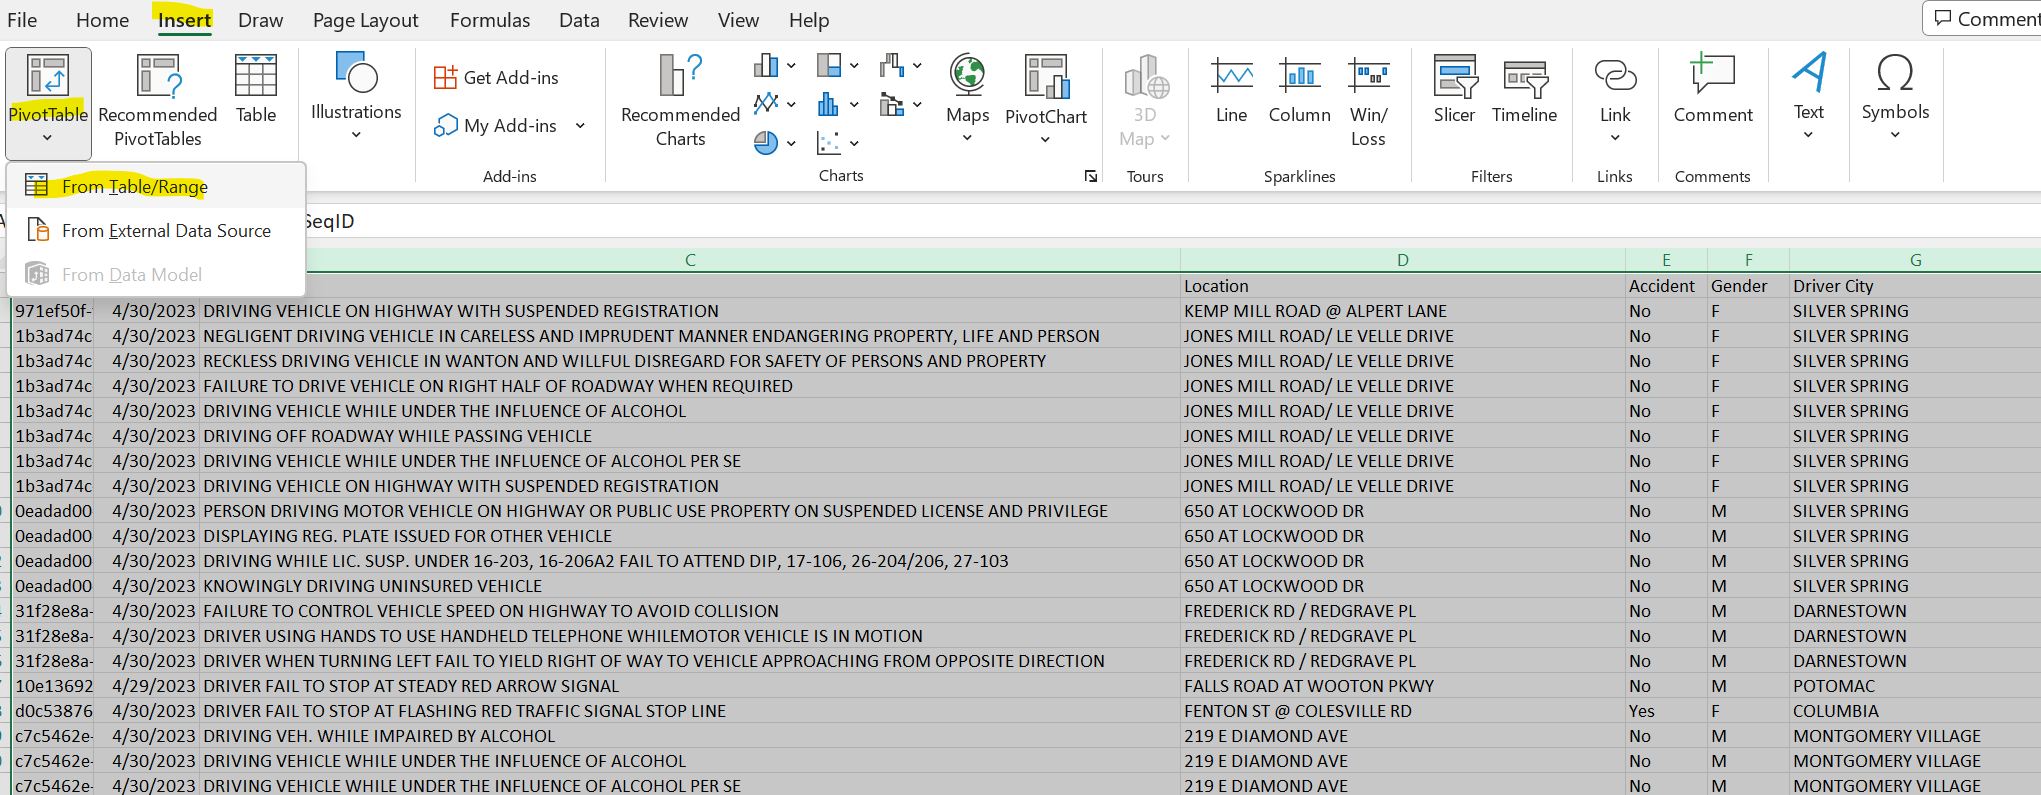 File Home Insert Draw Page Layout Formulas Data Review View Help
PivotTable
Recommended PivotTables
Table
Illustrations
Get Add-ins
My Add-ins
Add-ins
Recommended Charts
Maps
PivotChart
Charts
3D Map
Tours
Line
Column
Win/ Loss
Sparklines
Slicer
Timeline
Filters
Link
Links
Comment
Comments
Text
Symbols
From Table/Range
From External Data Source
From Data Model
SeqID
C D E F G
Location Accident Gender Driver City
971ef50f- 4/30/2023 DRIVING VEHICLE ON HIGHWAY WITH SUSPENDED REGISTRATION KEMP MILL ROAD @ ALPERT LANE No F SILVER SPRING
1b3ad74c 4/30/2023 NEGLIGENT DRIVING VEHICLE IN CARELESS AND IMPRUDENT MANNER ENDANGERING PROPERTY, LIFE AND PERSON JONES MILL ROAD/ LE VELLE DRIVE No F SILVER SPRING
1b3ad74c 4/30/2023 RECKLESS DRIVING VEHICLE IN WANTON AND WILLFUL DISREGARD FOR SAFETY OF PERSONS AND PROPERTY JONES MILL ROAD/ LE VELLE DRIVE No F SILVER SPRING
1b3ad74c 4/30/2023 FAILURE TO DRIVE VEHICLE ON RIGHT HALF OF ROADWAY WHEN REQUIRED JONES MILL ROAD/ LE VELLE DRIVE No F SILVER SPRING
1b3ad74c 4/30/2023 DRIVING VEHICLE WHILE UNDER THE INFLUENCE OF ALCOHOL JONES MILL ROAD/ LE VELLE DRIVE No F SILVER SPRING
1b3ad74c 4/30/2023 DRIVING OFF ROADWAY WHILE PASSING VEHICLE JONES MILL ROAD/ LE VELLE DRIVE No F SILVER SPRING
1b3ad74c 4/30/2023 DRIVING VEHICLE WHILE UNDER THE INFLUENCE OF ALCOHOL PER SE JONES MILL ROAD/ LE VELLE DRIVE No F SILVER SPRING
1b3ad74c 4/30/2023 DRIVING VEHICLE ON HIGHWAY WITH SUSPENDED REGISTRATION JONES MILL ROAD/ LE VELLE DRIVE No F SILVER SPRING
0eadad00 4/30/2023 PERSON DRIVING MOTOR VEHICLE ON HIGHWAY OR PUBLIC USE PROPERTY ON SUSPENDED LICENSE AND PRIVILEGE 650 AT LOCKWOOD DR No M SILVER SPRING
0eadad00 4/30/2023 DISPLAYING REG. PLATE ISSUED FOR OTHER VEHICLE 650 AT LOCKWOOD DR No M SILVER SPRING
0eadad00 4/30/2023 DRIVING WHILE LIC. SUSP. UNDER 16-203, 16-206A2 FAIL TO ATTEND DIP, 17-106, 26-204/206, 27-103 650 AT LOCKWOOD DR No M SILVER SPRING
0eadad00 4/30/2023 KNOWINGLY DRIVING UNINSURED VEHICLE 650 AT LOCKWOOD DR No M SILVER SPRING
31f28e8a- 4/30/2023 FAILURE TO CONTROL VEHICLE SPEED ON HIGHWAY TO AVOID COLLISION FREDERICK RD / REDGRAVE PL No M DARNESTOWN
31f28e8a- 4/30/2023 DRIVER USING HANDS TO USE HANDHELD TELEPHONE WHILEMOTOR VEHICLE IS IN MOTION FREDERICK RD / REDGRAVE PL No M DARNESTOWN
31f28e8a- 4/30/2023 DRIVER WHEN TURNING LEFT FAIL TO YIELD RIGHT OF WAY TO VEHICLE APPROACHING FROM OPPOSITE DIRECTION FREDERICK RD / REDGRAVE PL No M DARNESTOWN
10e13692 4/29/2023 DRIVER FAIL TO STOP AT STEADY RED ARROW SIGNAL FALLS ROAD AT WOOTON PKWY No M POTOMAC
d0c53876 4/30/2023 DRIVER FAIL TO STOP AT FLASHING RED TRAFFIC SIGNAL STOP LINE FENTON ST @ COLESVILLE RD Yes F COLUMBIA
c7c5462e- 4/30/2023 DRIVING VEH. WHILE IMPAIRED BY ALCOHOL 219 E DIAMOND AVE No M MONTGOMERY VILLAGE
c7c5462e- 4/30/2023 DRIVING VEHICLE WHILE UNDER THE INFLUENCE OF ALCOHOL 219 E DIAMOND AVE No M MONTGOMERY VILLAGE
c7c5462e- 4/30/2023 DRIVING VEHICLE WHILE UNDER THE INFLUENCE OF ALCOHOL PER SE 219 E DIAMOND AVE No M MONTGOMERY VILLAGE